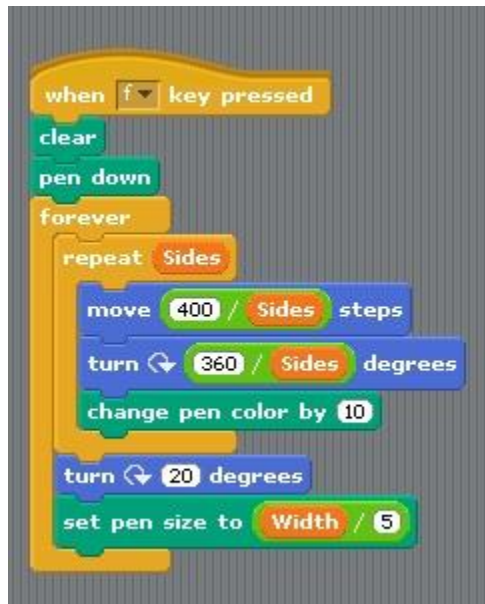 when f key pressed
clear
pen down
forever
repeat Sides
move 400 / Sides steps
turn 360 / Sides degrees
change pen color by 10
turn 20 degrees
set pen size to Width / 5